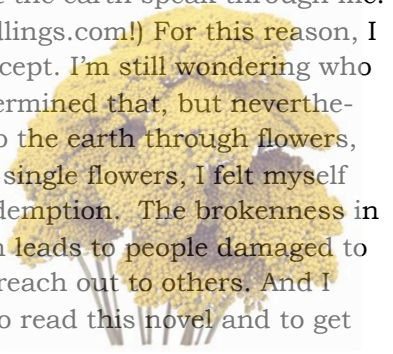 the earth speak through me.
llings.com!) For this reason, I
cept. I'm still wondering who
ermined that, but neverthe-
o the earth through flowers,
single flowers, I felt myself
demption. The brokenness in
leads to people damaged to
reach out to others. And I
o read this novel and to get